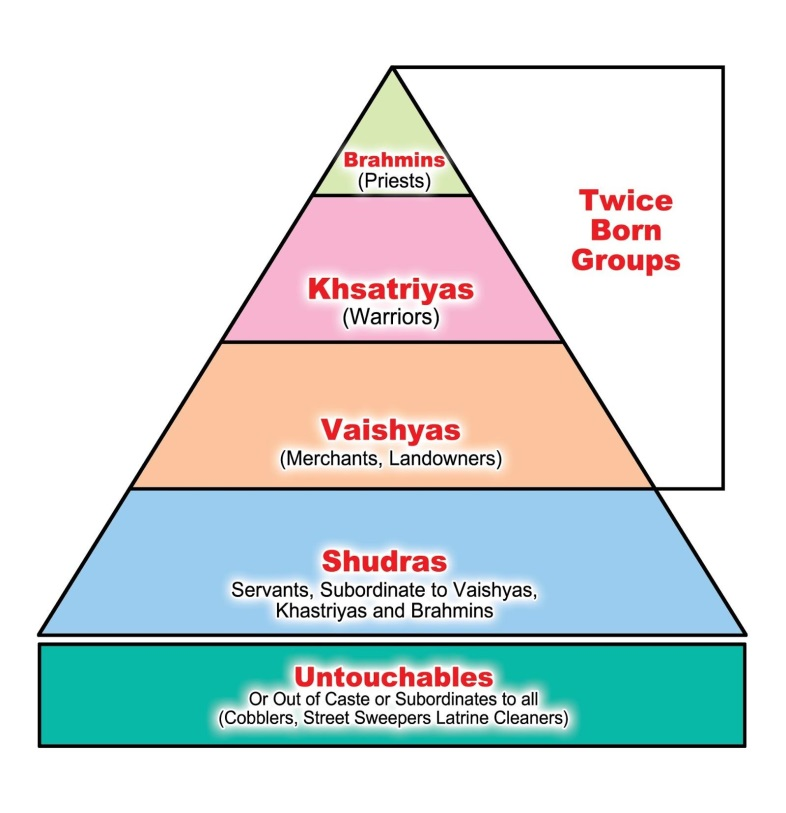 Brahmins
(Priests)
Twice
Born
Groups
Khsatriyas
(Warriors)
Vaishyas
(Merchants, Landowners)
Shudras
Servants, Subordinate to Vaishyas,
Khastriyas and Brahmins
Untouchables
Or Out of Caste or Subordinates to all
(Cobblers, Street Sweepers Latrine Cleaners)